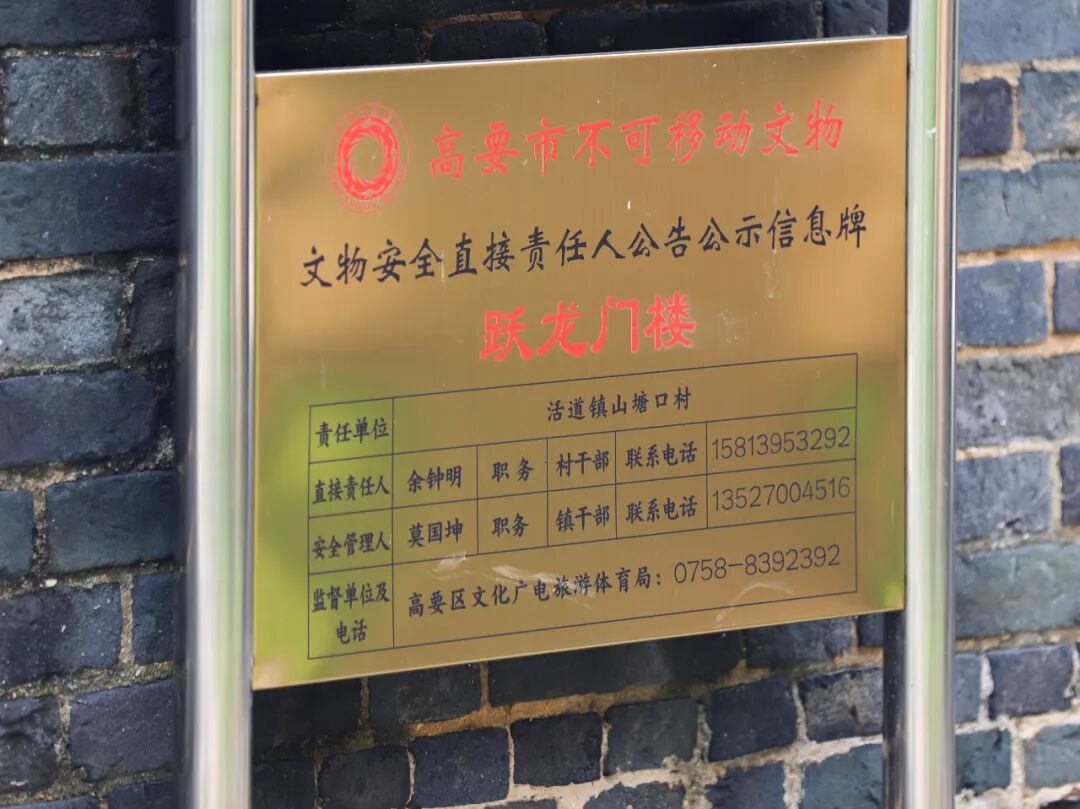 高要市不可移动文物
文物安全直接责任人公告公示信息牌
跃龙门楼
责任单位 活道镇山塘口村
直接责任人 余钟明 职务 村干部 联系电话 15813953292
安全管理人 莫国坤 职务 镇干部 联系电话 13527004516
监督单位及电话 高要区文化广电旅游体育局：0758-8392392